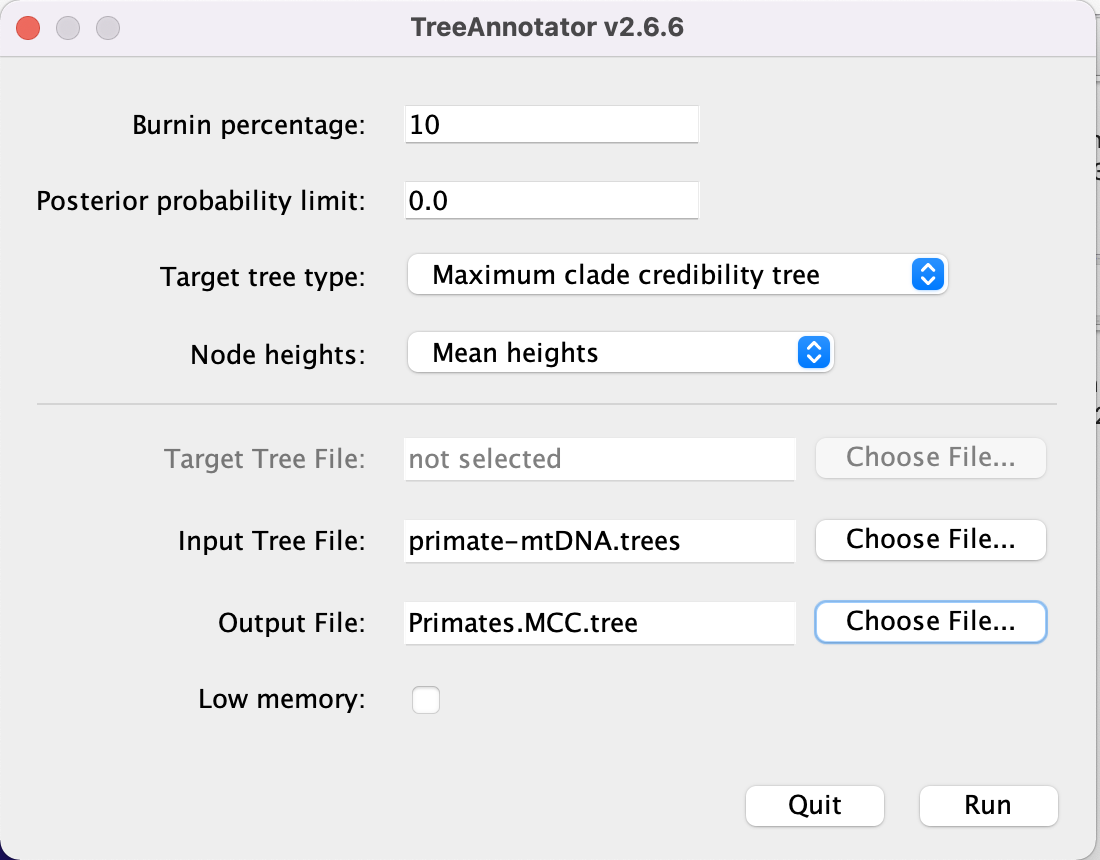 TreeAnnotator v2.6.6
Burnin percentage: 10
Posterior probability limit: 0.0
Target tree type: Maximum clade credibility tree
Node heights: Mean heights
Target Tree File: not selected Choose File...
Input Tree File: primate-mtDNA.trees Choose File...
Output File: Primates.MCC.tree Choose File...
Low memory:
Quit Run